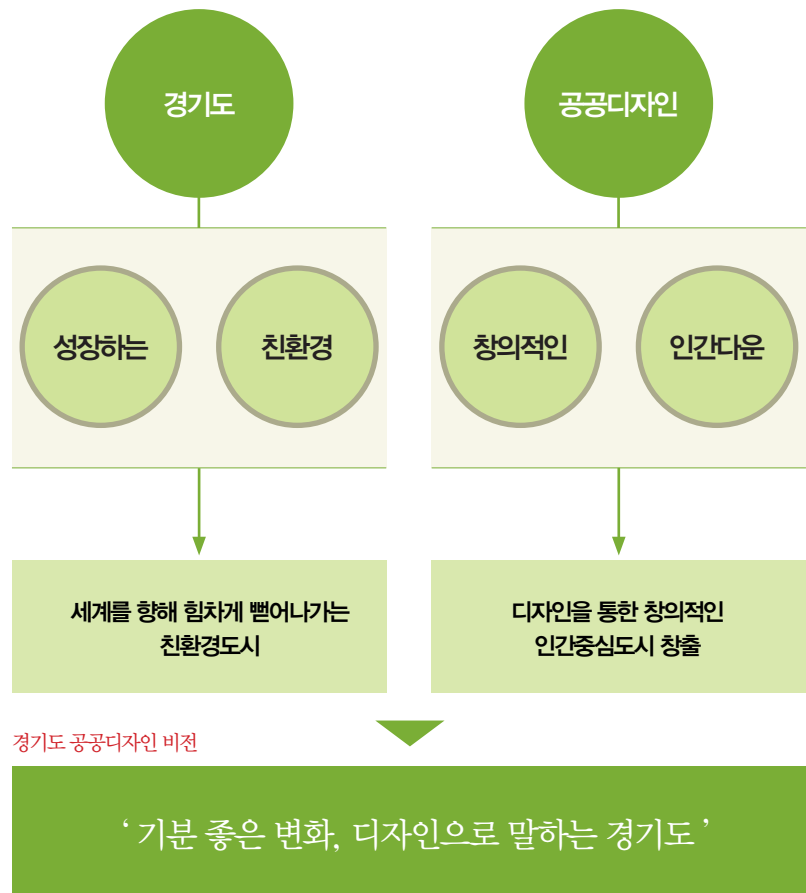 경기도
공공디자인
성장하는
친환경
창의적인
인간다운
세계를 향해 힘차게 뻗어나가는
친환경도시
디자인을 통한 창의적인
인간중심도시 창출
경기도 공공디자인 비전
‘ 기분 좋은 변화, 디자인으로 말하는 경기도 ’